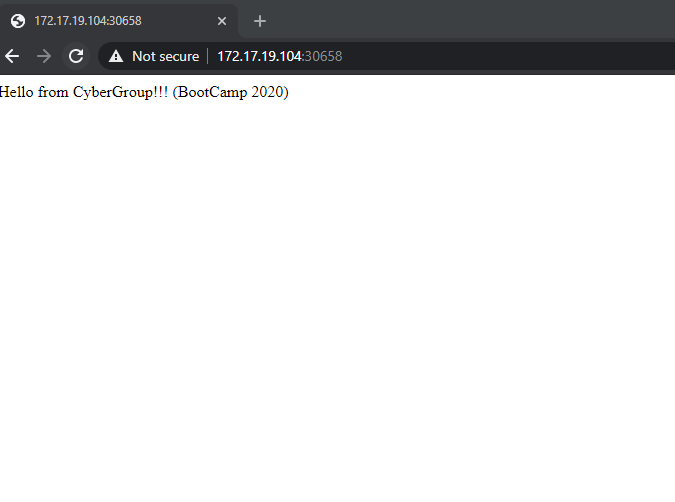 172.17.19.104:30658
Not secure 172.17.19.104:30658
Hello from CyberGroup!!! (BootCamp 2020)